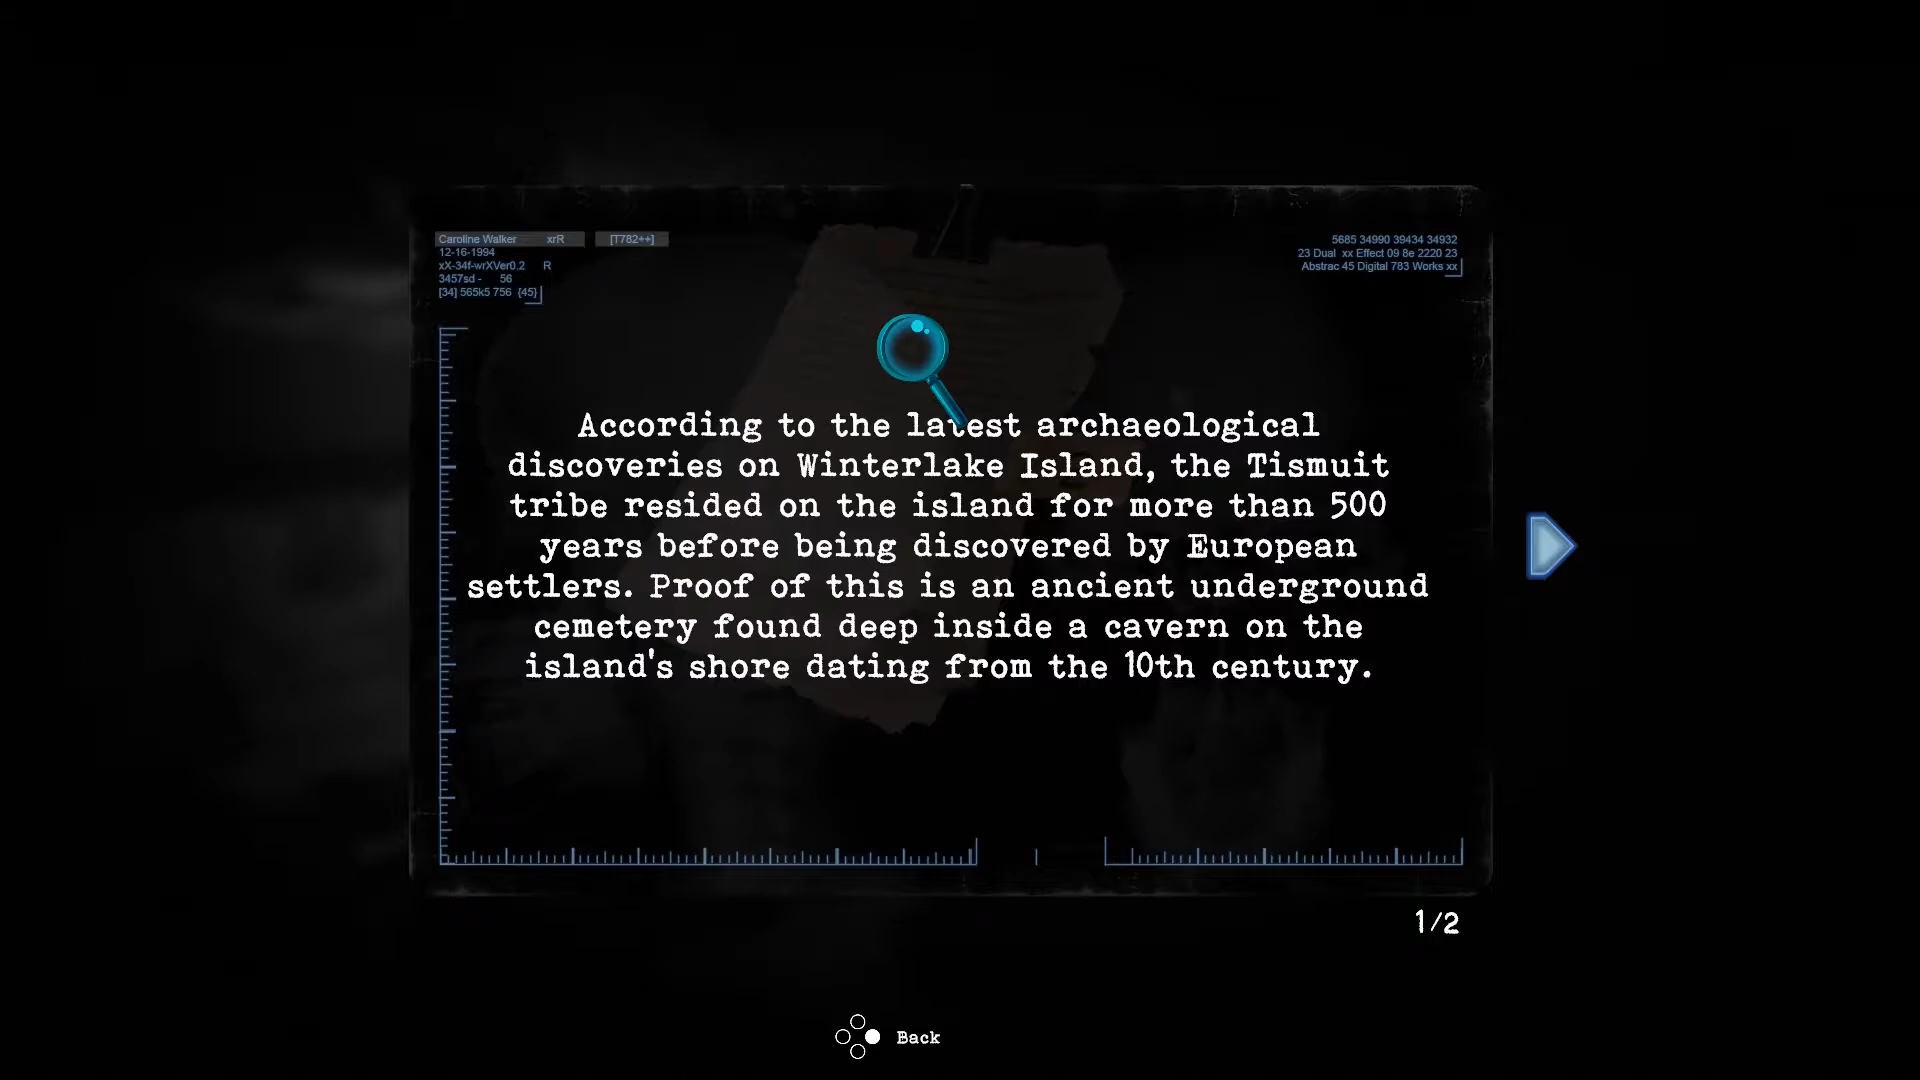 Caroline Walker xrR [T782++]
12-16-1994
xX-34f-wrXVer0.2 R
3457sd - 56
[34] 565k5 756 {45}
5685 34990 39434 34932
23 Dual xx Effect 09 8e 2220 23
Abstrac 45 Digital 783 Works xx
According to the latest archaeological
discoveries on Winterlake Island, the Tismuit
tribe resided on the island for more than 500
years before being discovered by European
settlers. Proof of this is an ancient underground
cemetery found deep inside a cavern on the
island's shore dating from the 10th century.
1/2
Back